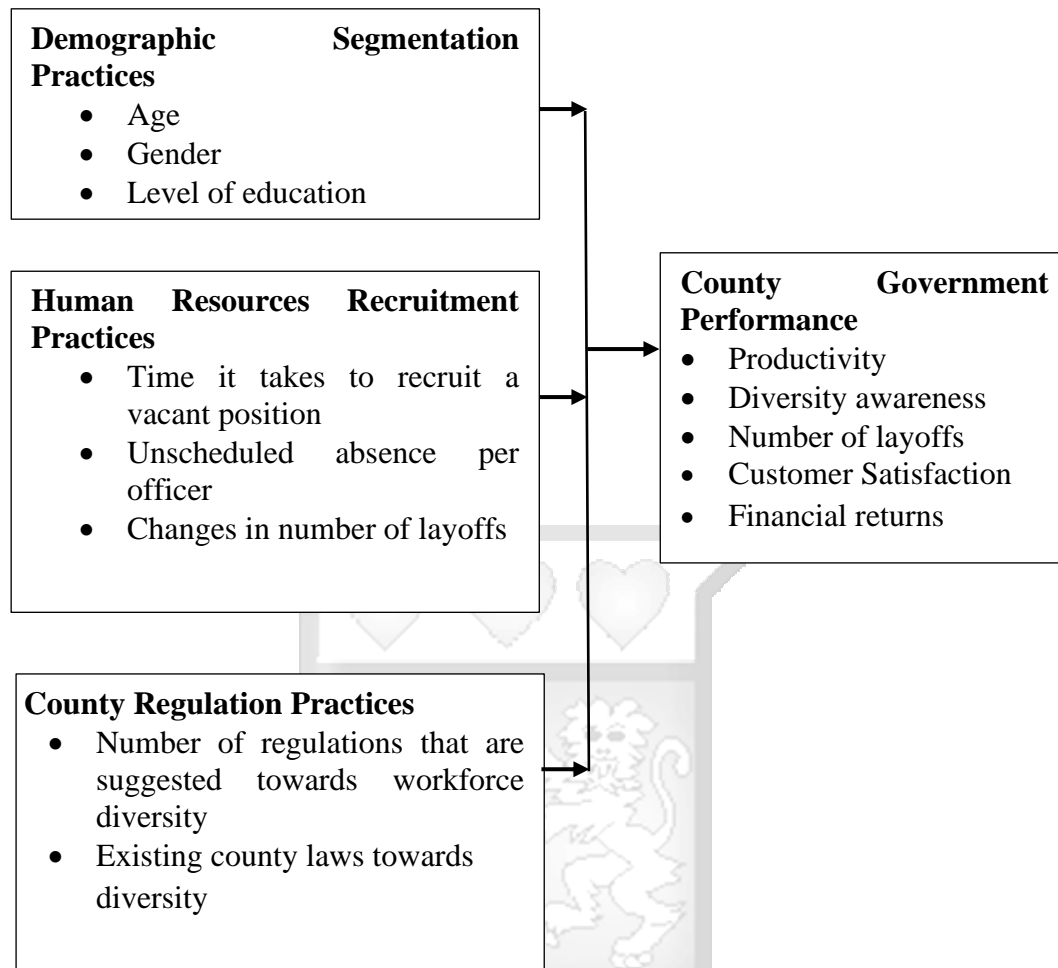 Demographic Segmentation
Practices
• Age
• Gender
• Level of education
Human Resources Recruitment
Practices
• Time it takes to recruit a
vacant position
• Unscheduled absence per
officer
• Changes in number of layoffs
County Regulation Practices
• Number of regulations that are
suggested towards workforce
diversity
• Existing county laws towards
diversity
County Government
Performance
• Productivity
• Diversity awareness
• Number of layoffs
• Customer Satisfaction
• Financial returns